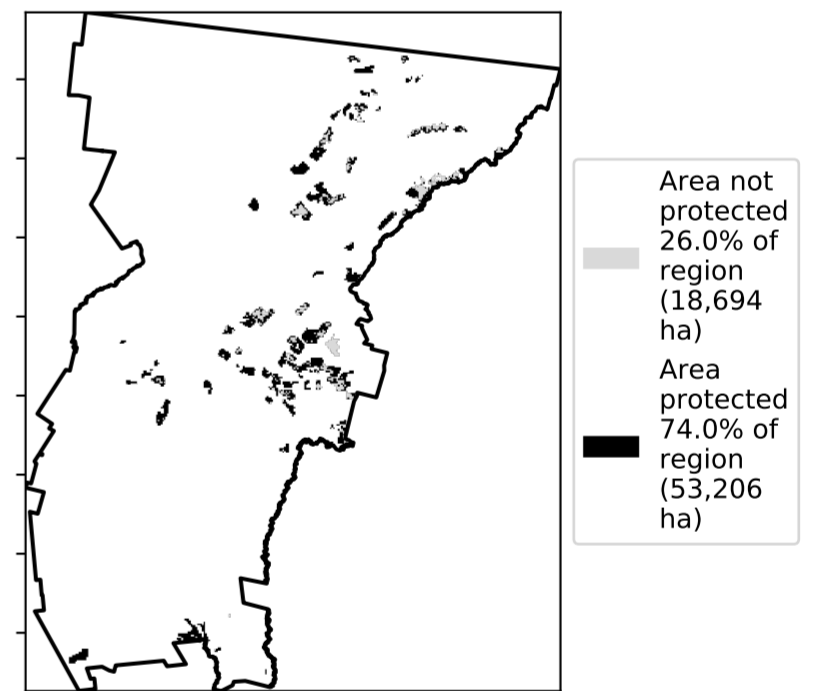 Area not
protected
26.0% of
region
(18,694
ha)
Area
protected
74.0% of
region
(53,206
ha)